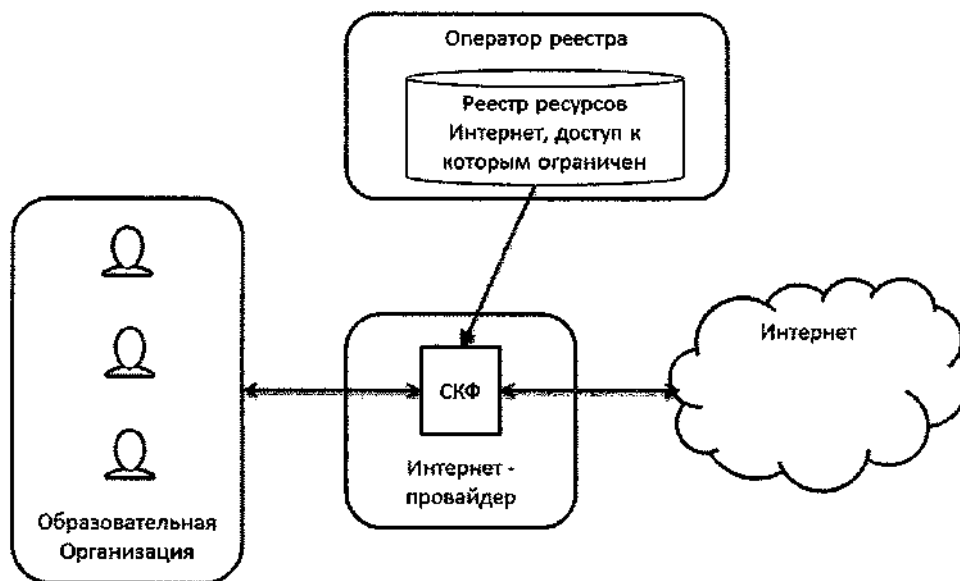 Оператор реестра
Реестр ресурсов
Интернет, доступ к
которым ограничен
Интернет
СКФ
Интернет -
провайдер
Образовательная
Организация